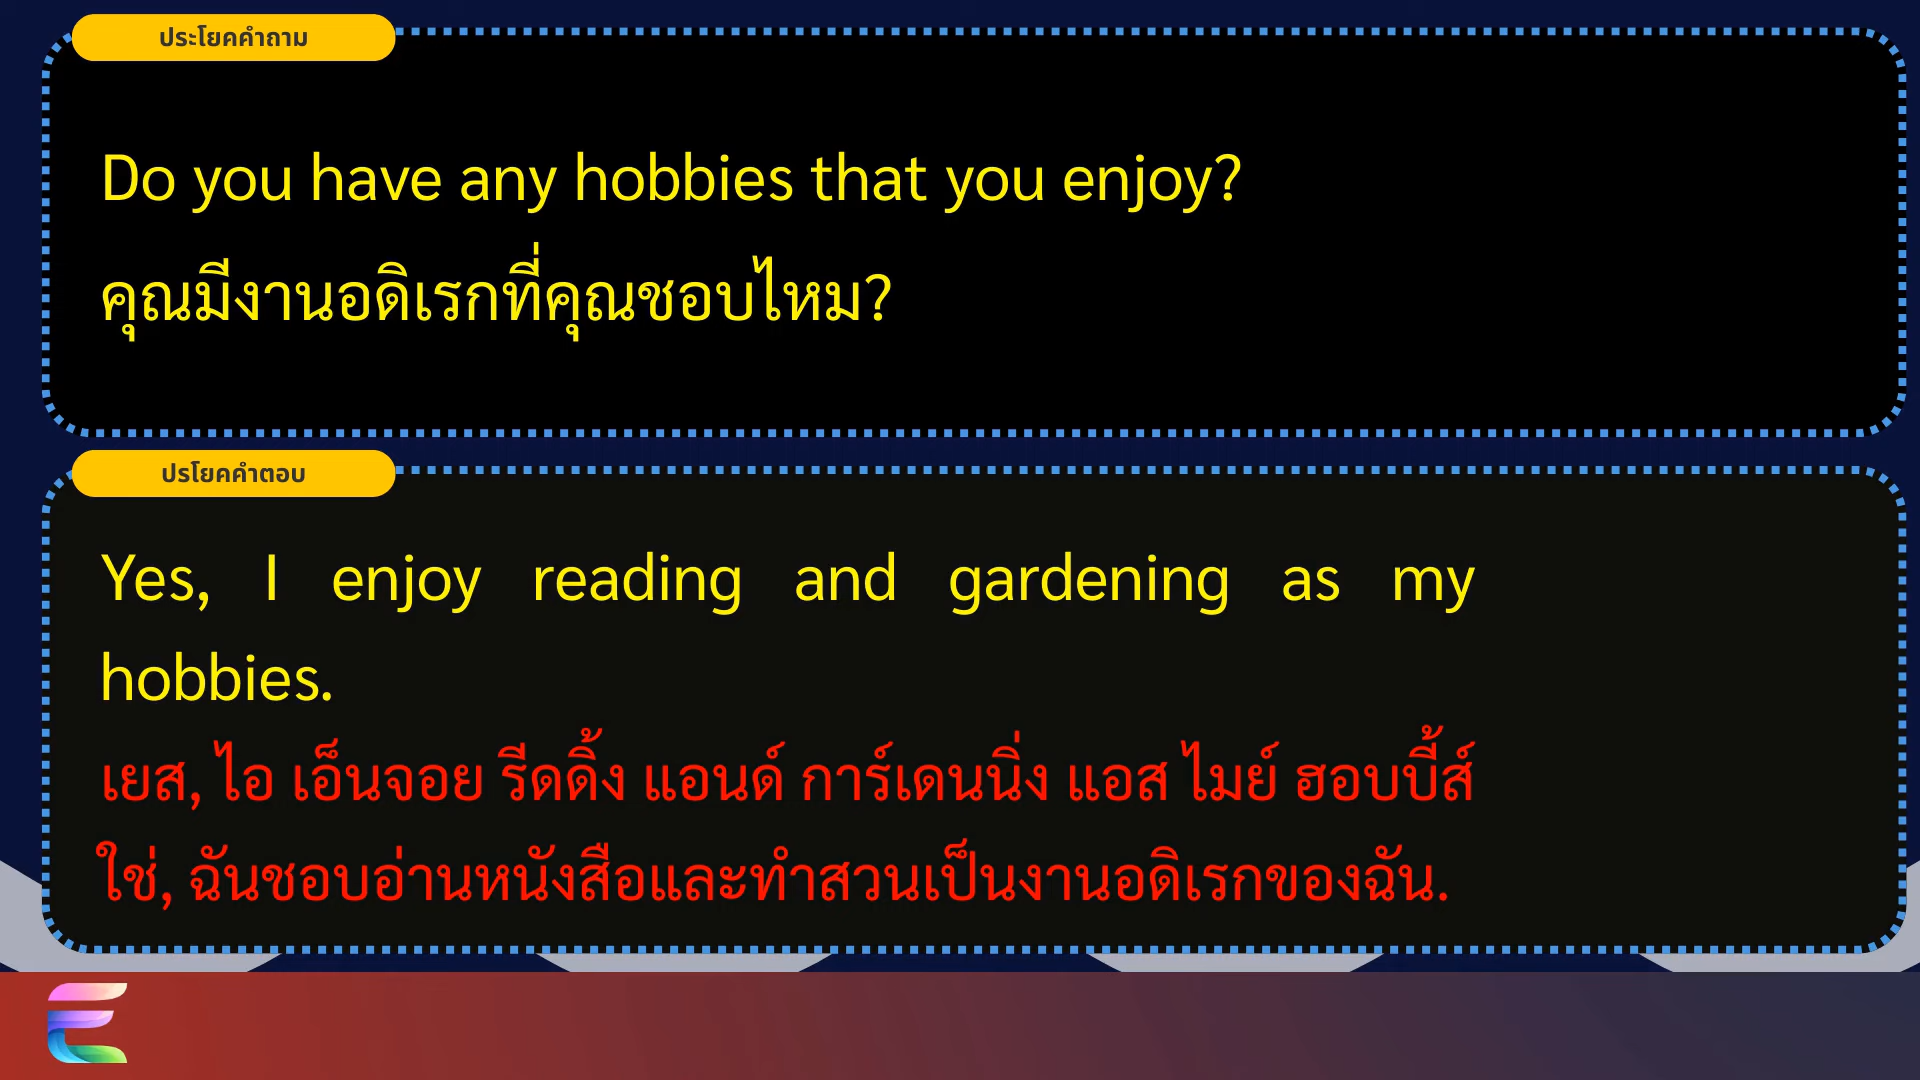 ประโยคคำถาม
Do you have any hobbies that you enjoy?
คุณมีงานอดิเรกที่คุณชอบไหม?
ปรโยคคำตอบ
Yes, I enjoy reading and gardening as my
hobbies.
เยส, ไอ เอ็นจอย รีดดิ้ง แอนด์ การ์เดนนิ่ง แอส ไมย์ ฮอบบี้ส์
ใช่, ฉันชอบอ่านหนังสือและทำสวนเป็นงานอดิเรกของฉัน.